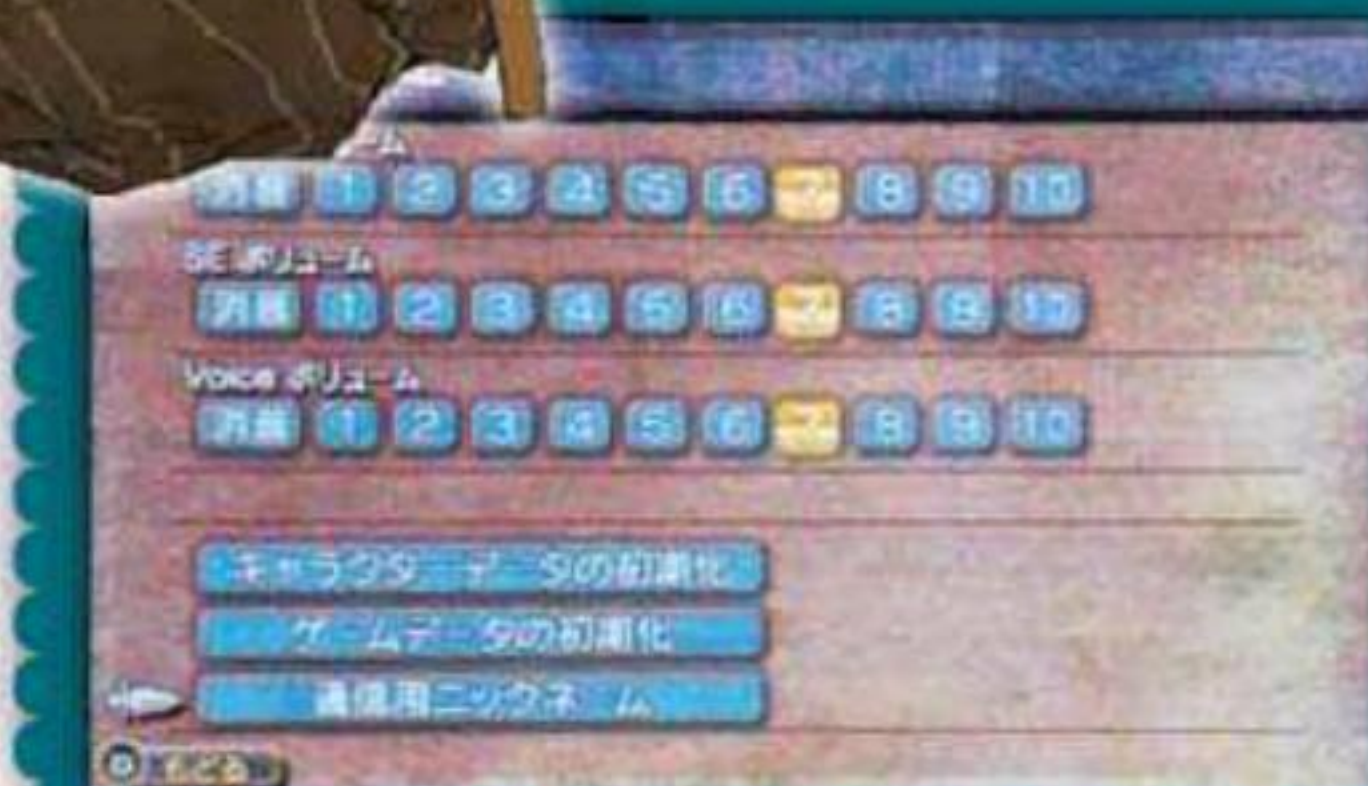 ーム
消音 1 2 3 4 5 6 7 8 9 10
SE ボリューム
消音 1 2 3 4 5 6 7 8 9 10
Voice ボリューム
消音 1 2 3 4 5 6 7 8 9 10
キャラクターデータの初期化
ゲームデータの初期化
通信用ニックネーム
もどる